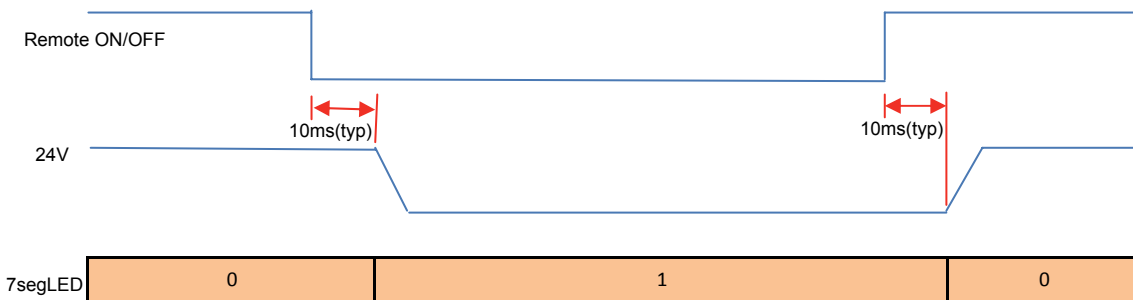 Remote ON/OFF
10ms(typ)
10ms(typ)
24V
7segLED
0
1
0